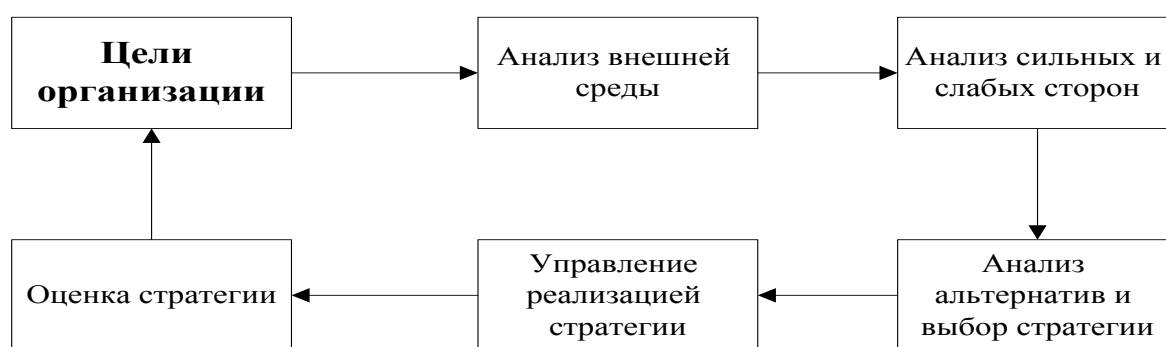 Цели
организации
Анализ внешней
среды
Анализ сильных и
слабых сторон
Оценка стратегии
Управление
реализацией
стратегии
Анализ
альтернатив и
выбор стратегии